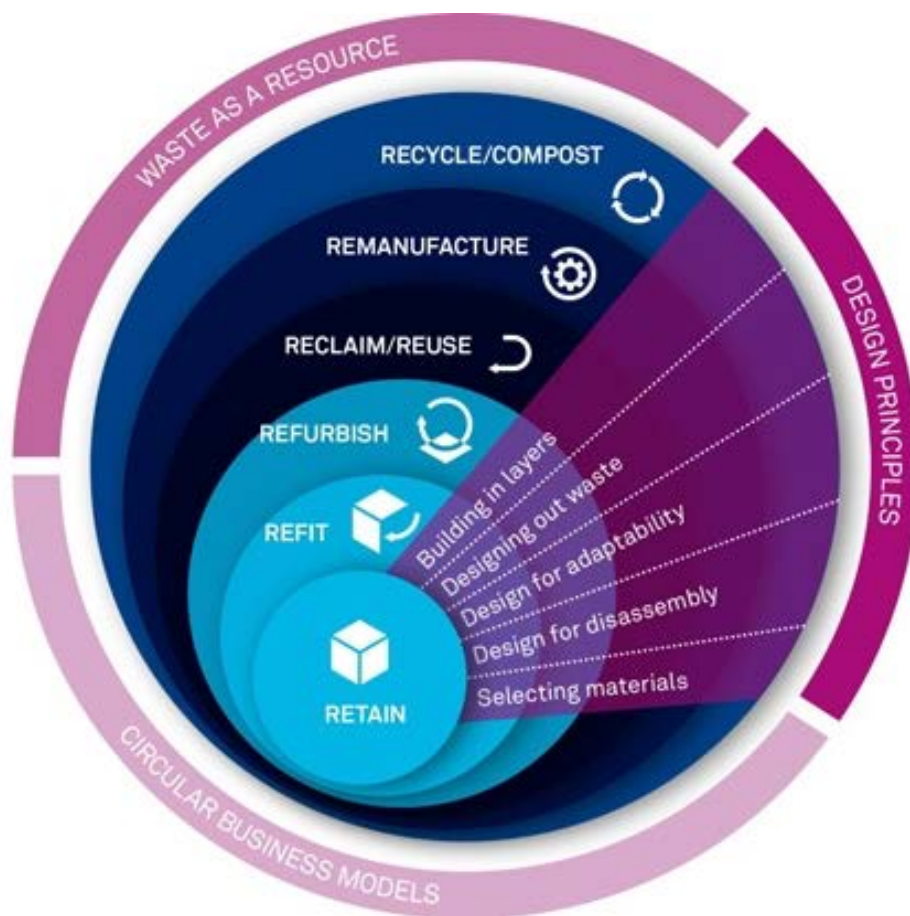 WASTE AS A RESOURCE
DESIGN PRINCIPLES
CIRCULAR BUSINESS MODELS
RECYCLE/COMPOST
REMANUFACTURE
RECLAIM/REUSE
REFURBISH
REFIT
RETAIN
Building in layers
Designing out waste
Design for adaptability
Design for disassembly
Selecting materials